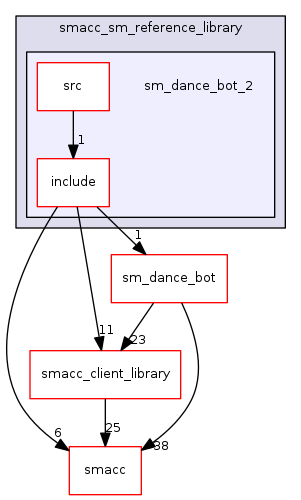 smacc_sm_reference_library
src
sm_dance_bot_2
1
include
1
sm_dance_bot
11
23
smacc_client_library
25
6
38
smacc